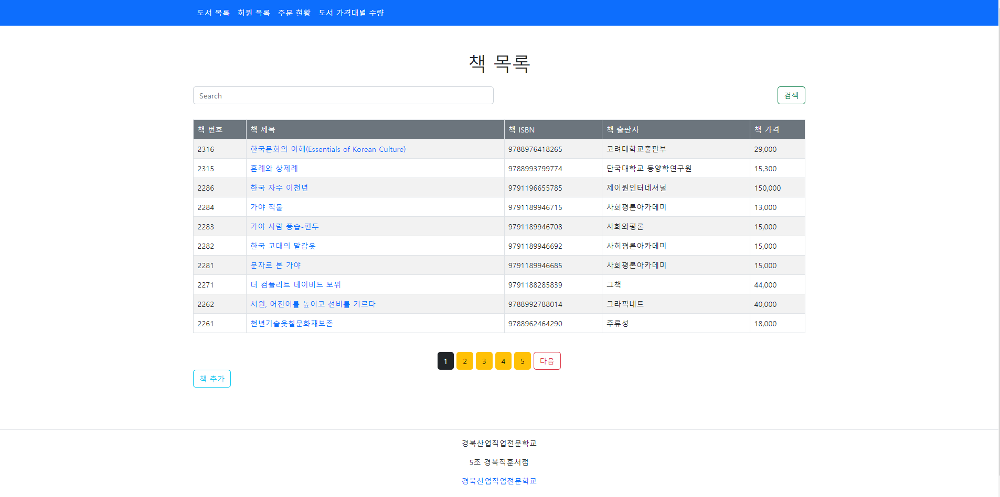 도서 목록 회원 목록 주문 현황 도서 가격대별 수량
책 목록
Search 검색
책 번호 책 제목 책 ISBN 책 출판사 책 가격
2316 한국문화의 이해(Essentials of Korean Culture) 9788976418265 고려대학교출판부 29,000
2315 혼례와 상제례 9788993799774 단국대학교 동양학연구원 15,300
2286 한국 자수 이천년 9791196655785 제이원인터네셔널 150,000
2284 가야 직물 9791189946715 사회평론아카데미 13,000
2283 가야 사람 풍습-편두 9791189946708 사회와평론 15,000
2282 한국 고대의 말갑옷 9791189946692 사회평론아카데미 15,000
2281 문자로 본 가야 9791189946685 사회평론아카데미 15,000
2271 더 컴플리트 데이비드 보위 9791188285839 그책 44,000
2262 서원, 어진이를 높이고 선비를 기르다 9788992788014 그라픽네트 40,000
2261 천년기술옻칠문화재보존 9788962464290 주류성 18,000
1 2 3 4 5 다음
책 추가
경북산업직업전문학교
5조 경북직훈서점
경북산업직업전문학교